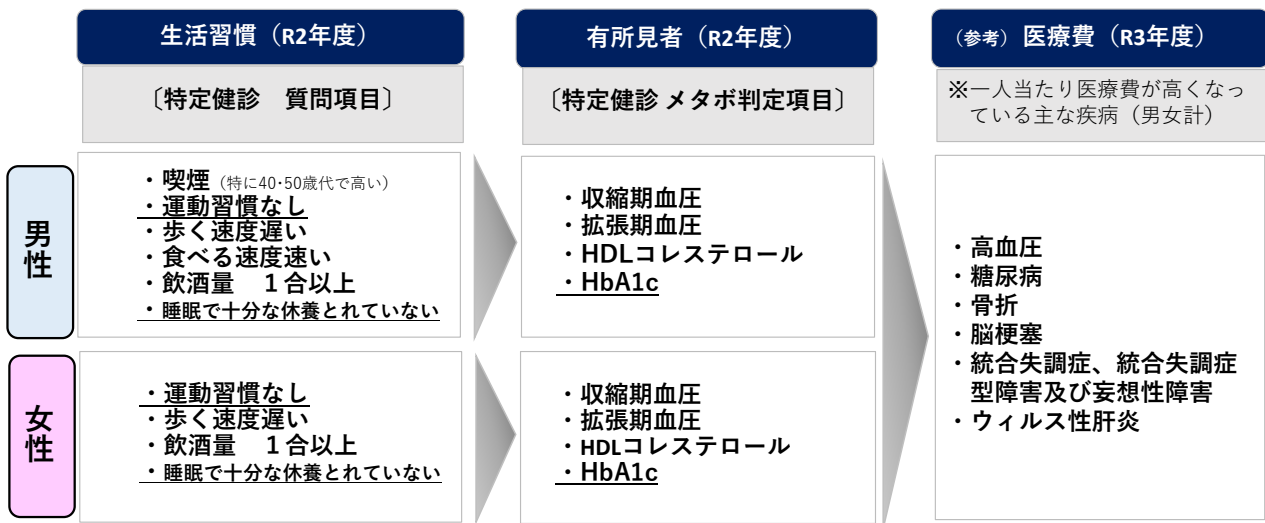 生活習慣（R2年度）
有所見者（R2年度）
（参考）医療費（R3年度）
〔特定健診　質問項目〕
〔特定健診 メタボ判定項目〕
※一人当たり医療費が高くなっ
ている主な疾病（男女計）
男性
・喫煙（特に40･50歳代で高い）
・運動習慣なし
・歩く速度遅い
・食べる速度速い
・飲酒量　１合以上
・睡眠で十分な休養とれていない
・収縮期血圧
・拡張期血圧
・HDLコレステロール
・HbA1c
女性
・運動習慣なし
・歩く速度遅い
・飲酒量　１合以上
・睡眠で十分な休養とれていない
・収縮期血圧
・拡張期血圧
・HDLコレステロール
・HbA1c
・高血圧
・糖尿病
・骨折
・脳梗塞
・統合失調症、統合失調症
型障害及び妄想性障害
・ウィルス性肝炎